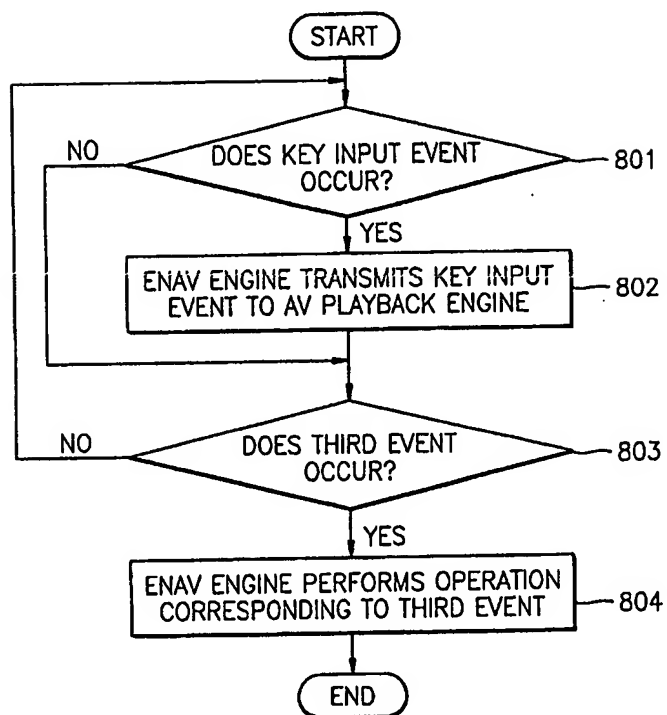 START
NO
DOES KEY INPUT EVENT
OCCUR?
801
YES
ENAV ENGINE TRANSMITS KEY INPUT
EVENT TO AV PLAYBACK ENGINE
802
NO
DOES THIRD EVENT
OCCUR?
803
YES
ENAV ENGINE PERFORMS OPERATION
CORRESPONDING TO THIRD EVENT
804
END